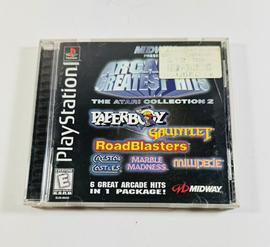 MIDWAY
PRESENTS
ARCADE'S
GREATEST HITS
THE ATARI COLLECTION 2
PlayStation
PAPERBOY
GAUNTLET
RoadBlasters
CRYSTAL CASTLES
MARBLE MADNESS
MILLIPEDE
6 GREAT ARCADE HITS
IN 1 PACKAGE!
MIDWAY